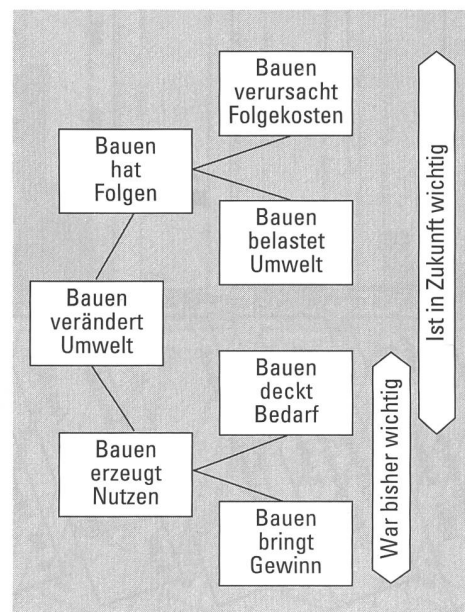 Bauen
verursacht
Folgekosten
Bauen
hat
Folgen
Bauen
belastet
Umwelt
Bauen
verändert
Umwelt
Bauen
deckt
Bedarf
Bauen
erzeugt
Nutzen
Bauen
bringt
Gewinn
Ist in Zukunft wichtig
War bisher wichtig